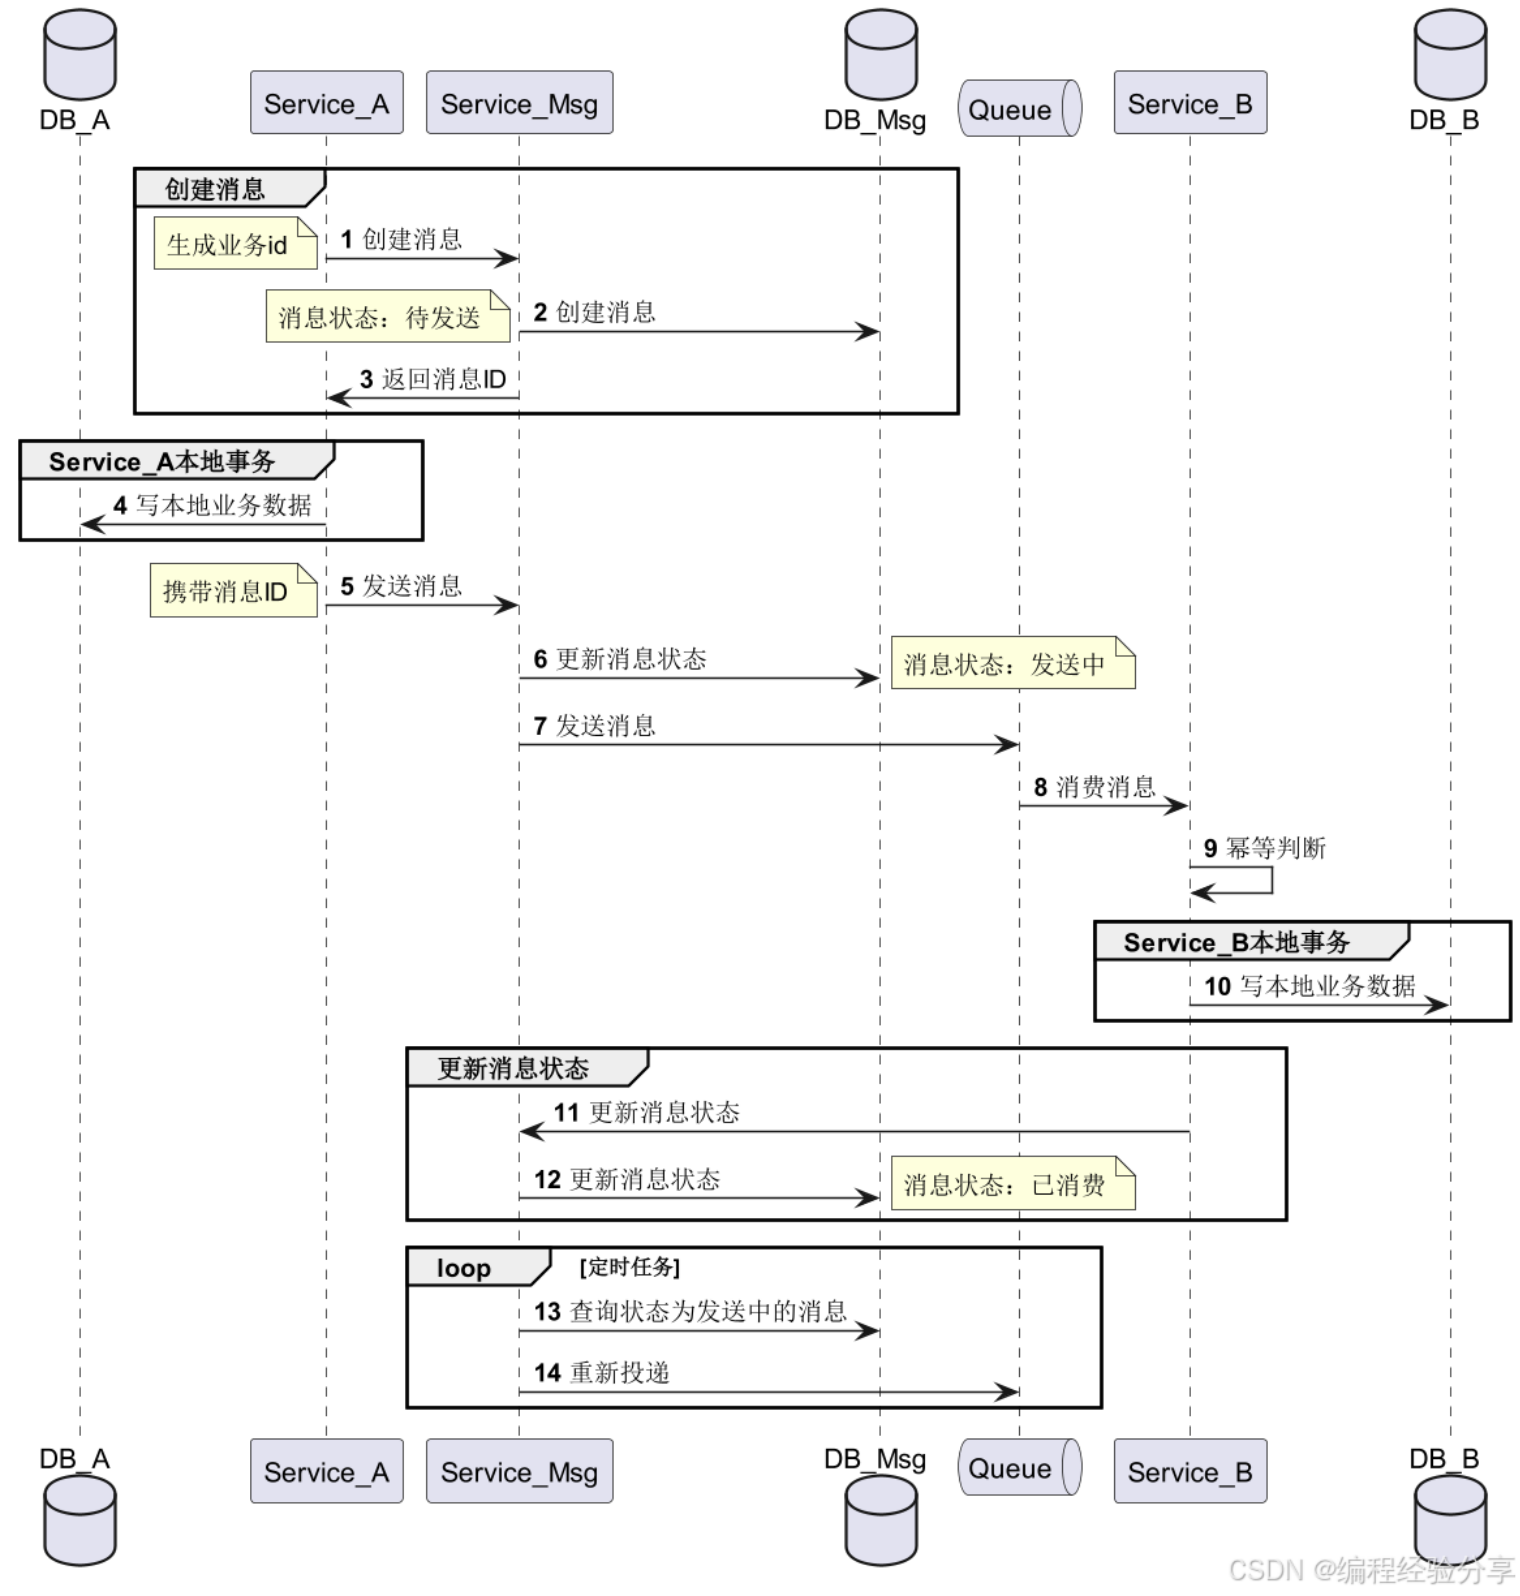 DB_A
Service_A
Service_Msg
DB_Msg
Queue
Service_B
DB_B
创建消息
生成业务id
1 创建消息
消息状态：待发送
2 创建消息
3 返回消息ID
Service_A本地事务
4 写本地业务数据
携带消息ID
5 发送消息
6 更新消息状态
消息状态：发送中
7 发送消息
8 消费消息
9 幂等判断
Service_B本地事务
10 写本地业务数据
更新消息状态
11 更新消息状态
12 更新消息状态
消息状态：已消费
loop
[定时任务]
13 查询状态为发送中的消息
14 重新投递
DB_A
Service_A
Service_Msg
DB_Msg
Queue
Service_B
DB_B
CSDN @编程经验分享